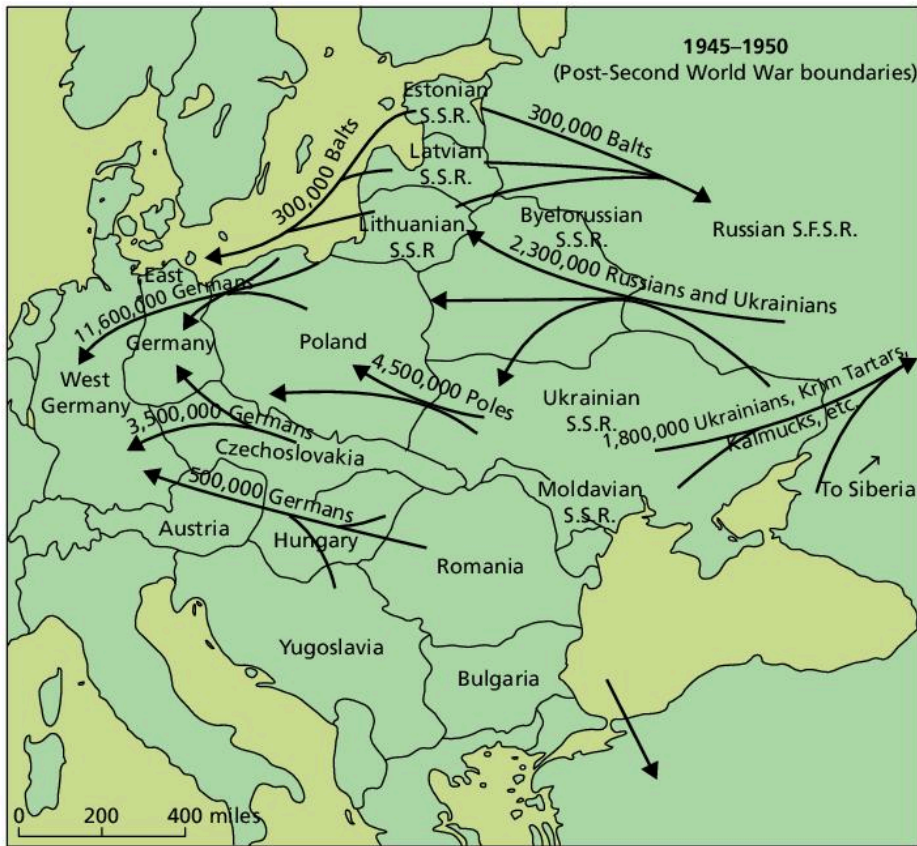 1945–1950
(Post-Second World War boundaries)
Estonian
S.S.R.
300,000 Balts
300,000 Balts
Latvian
S.S.R.
Lithuanian
S.S.R
Byelorussian
S.S.R.
Russian S.F.S.R.
2,300,000 Russians and Ukrainians
East
Germany
11,600,000 Germans
Poland
West
Germany
4,500,000 Poles
Ukrainian
S.S.R.
1,800,000 Ukrainians, Krim Tartars,
Kalmucks, etc.
3,500,000 Germans
Czechoslovakia
500,000 Germans
Moldavian
S.S.R.
To Siberia
Austria
Hungary
Romania
Yugoslavia
Bulgaria
0 200 400 miles